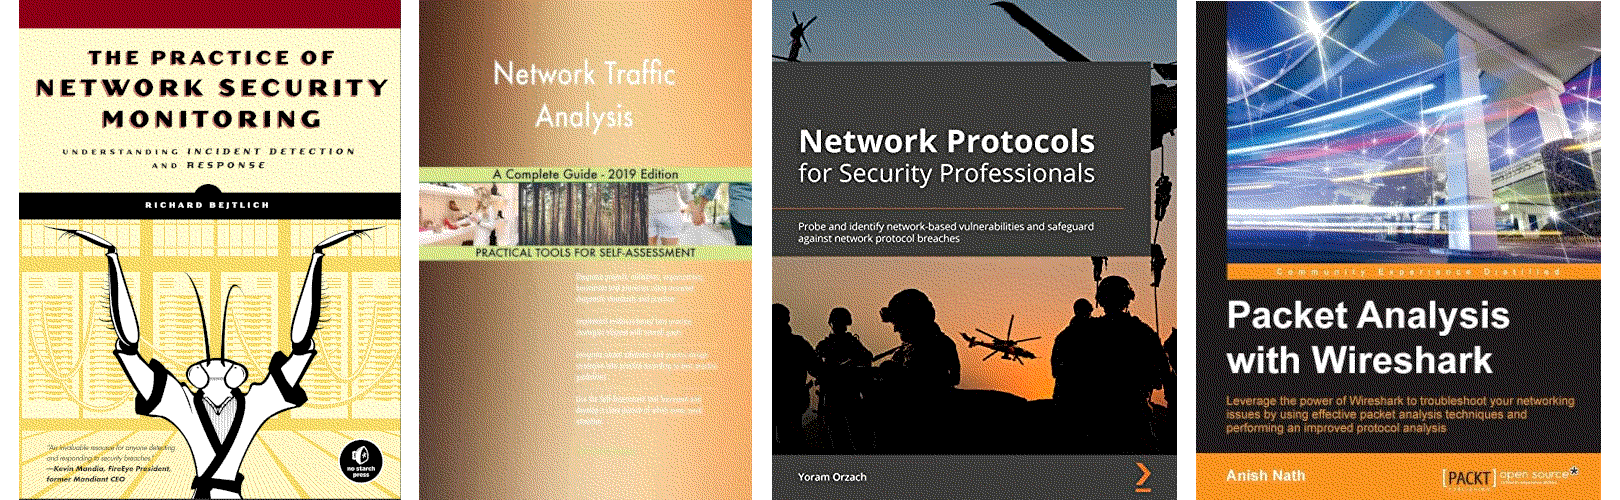 THE PRACTICE OF
NETWORK SECURITY
MONITORING
UNDERSTANDING INCIDENT DETECTION
AND RESPONSE
RICHARD BEJTLICH
"An invaluable resource for anyone detecting
and responding to security breaches."
—Kevin Mandia, FireEye President,
former Mandiant CEO
no starch
press
Network Traffic
Analysis
A Complete Guide - 2019 Edition
PRACTICAL TOOLS FOR SELF-ASSESSMENT
Network Protocols
for Security Professionals
Probe and identify network-based vulnerabilities and safeguard
against network protocol breaches
Yoram Orzach
Community Experience Distilled
Packet Analysis
with Wireshark
Leverage the power of Wireshark to troubleshoot your networking
issues by using effective packet analysis techniques and
performing an improved protocol analysis
Anish Nath
[PACKT] open source*